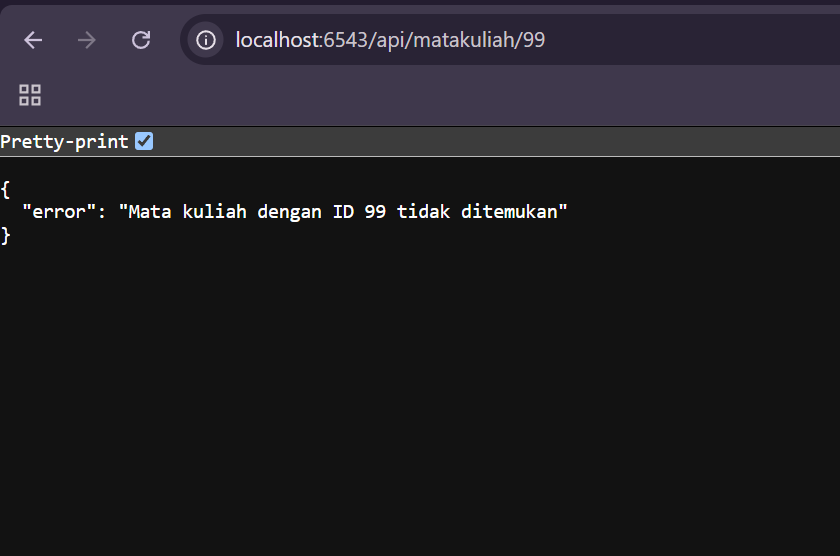 localhost:6543/api/matakuliah/99
Pretty-print
{
  "error": "Mata kuliah dengan ID 99 tidak ditemukan"
}